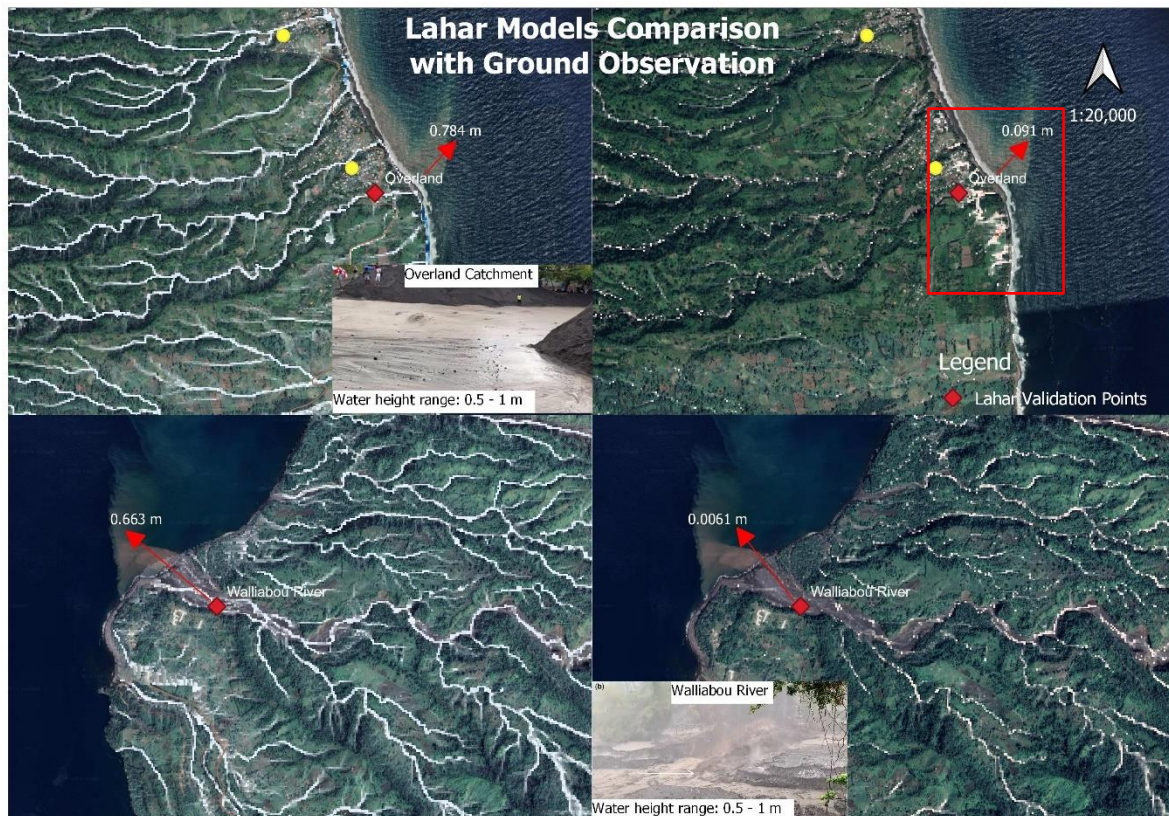 Lahar Models Comparison
with Ground Observation
1:20,000
0.784 m
0.091 m
Overland
Overland
Overland Catchment
Water height range: 0.5 - 1 m
Legend
Lahar Validation Points
0.663 m
0.0061 m
Walliabou River
Walliabou River
(b)
Walliabou River
Water height range: 0.5 - 1 m